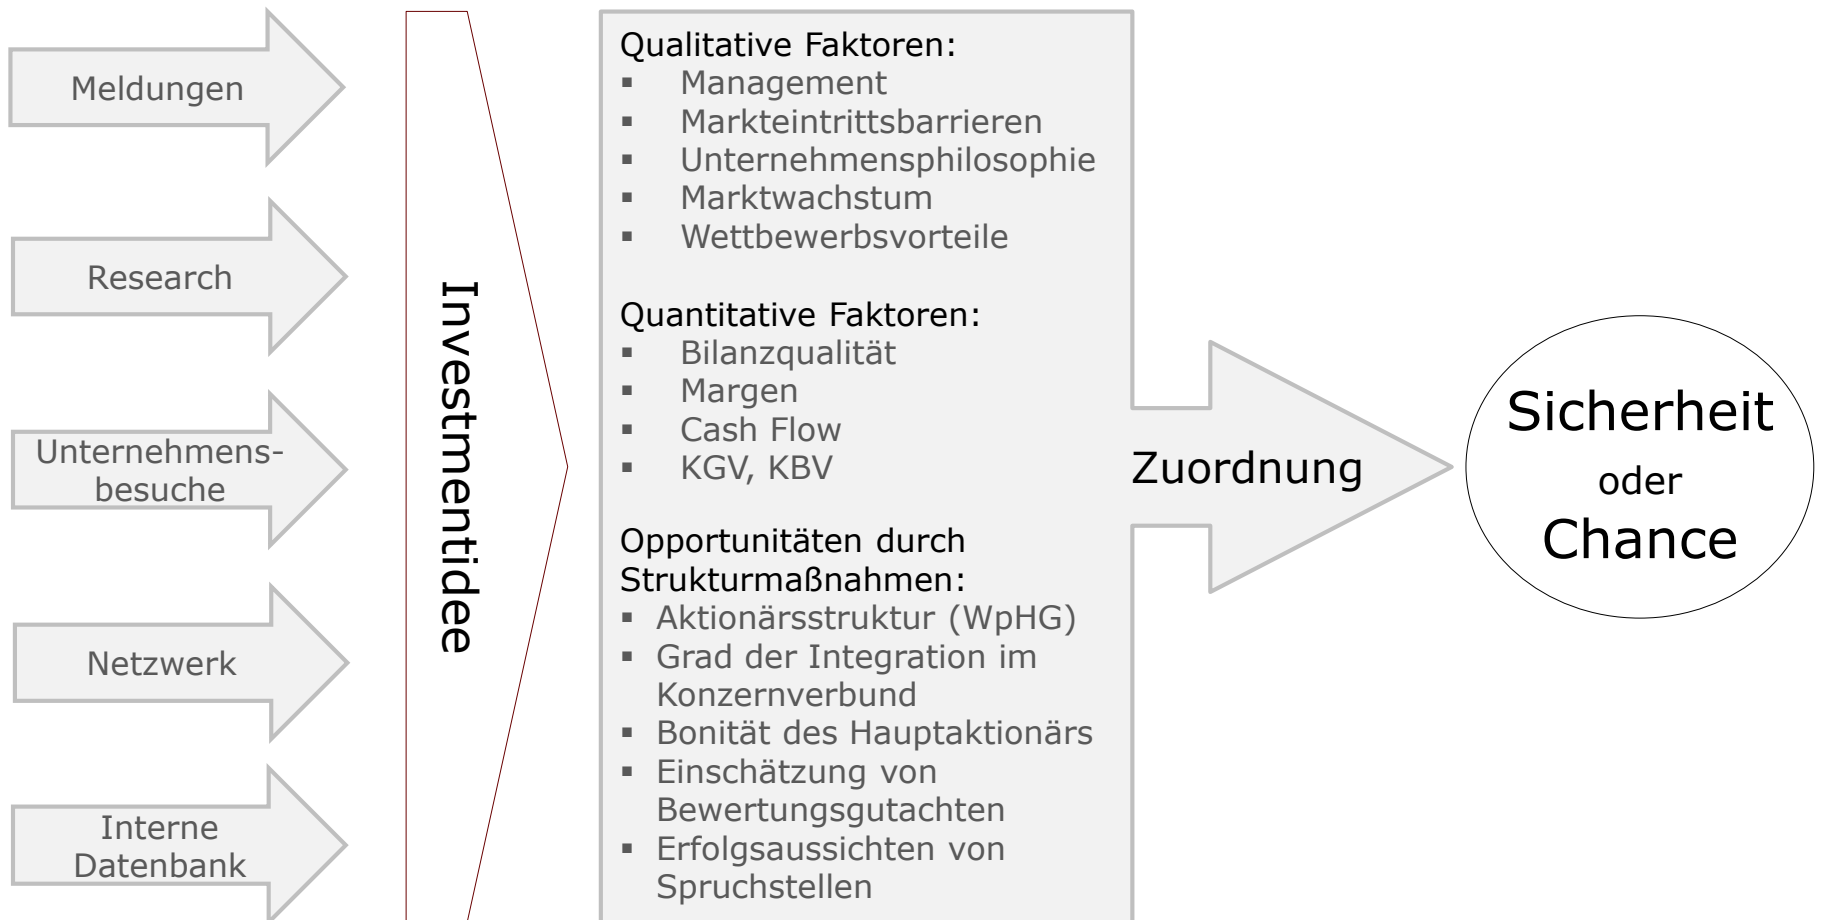 Meldungen
Research
Unternehmens-
besuche
Netzwerk
Interne
Datenbank
Investmentidee
Qualitative Faktoren:
▪ Management
▪ Markteintrittsbarrieren
▪ Unternehmensphilosophie
▪ Marktwachstum
▪ Wettbewerbsvorteile
Quantitative Faktoren:
▪ Bilanzqualität
▪ Margen
▪ Cash Flow
▪ KGV, KBV
Opportunitäten durch
Strukturmaßnahmen:
▪ Aktionärsstruktur (WpHG)
▪ Grad der Integration im
Konzernverbund
▪ Bonität des Hauptaktionärs
▪ Einschätzung von
Bewertungsgutachten
▪ Erfolgsaussichten von
Spruchstellen
Zuordnung
Sicherheit
oder
Chance